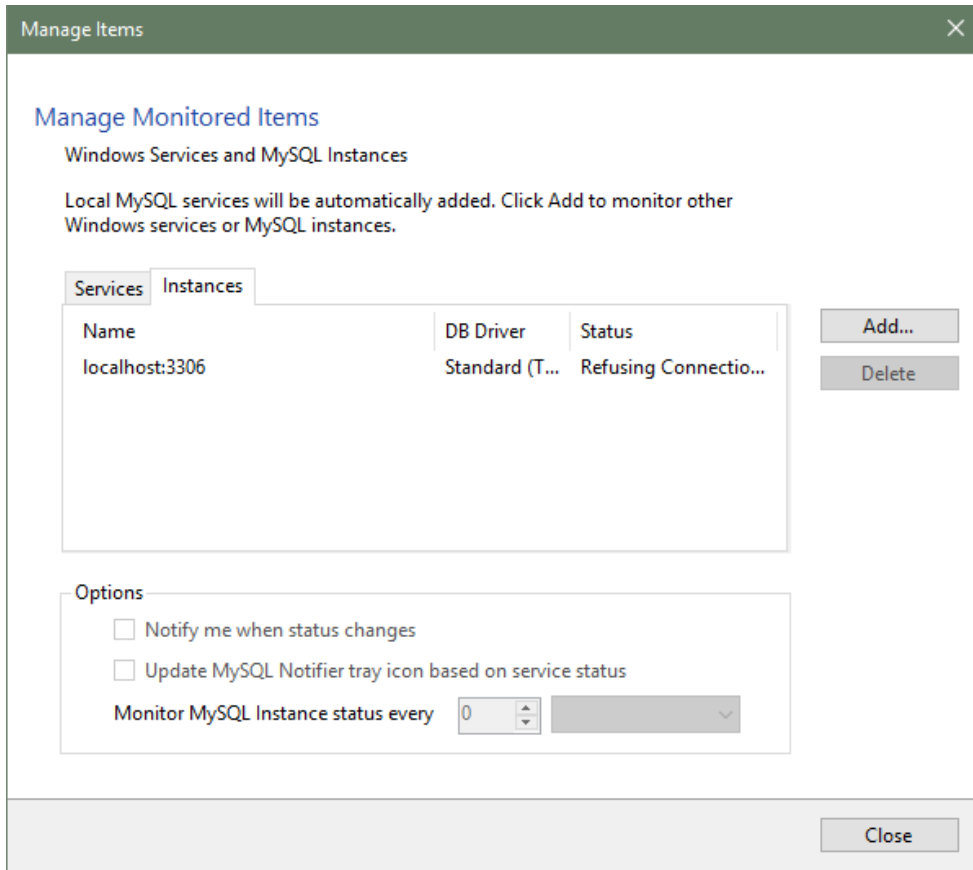 Manage Items
Manage Monitored Items
Windows Services and MySQL Instances
Local MySQL services will be automatically added. Click Add to monitor other
Windows services or MySQL instances.
Services Instances
Name DB Driver Status
localhost:3306 Standard (T... Refusing Connectio...
Add...
Delete
Options
Notify me when status changes
Update MySQL Notifier tray icon based on service status
Monitor MySQL Instance status every 0
Close